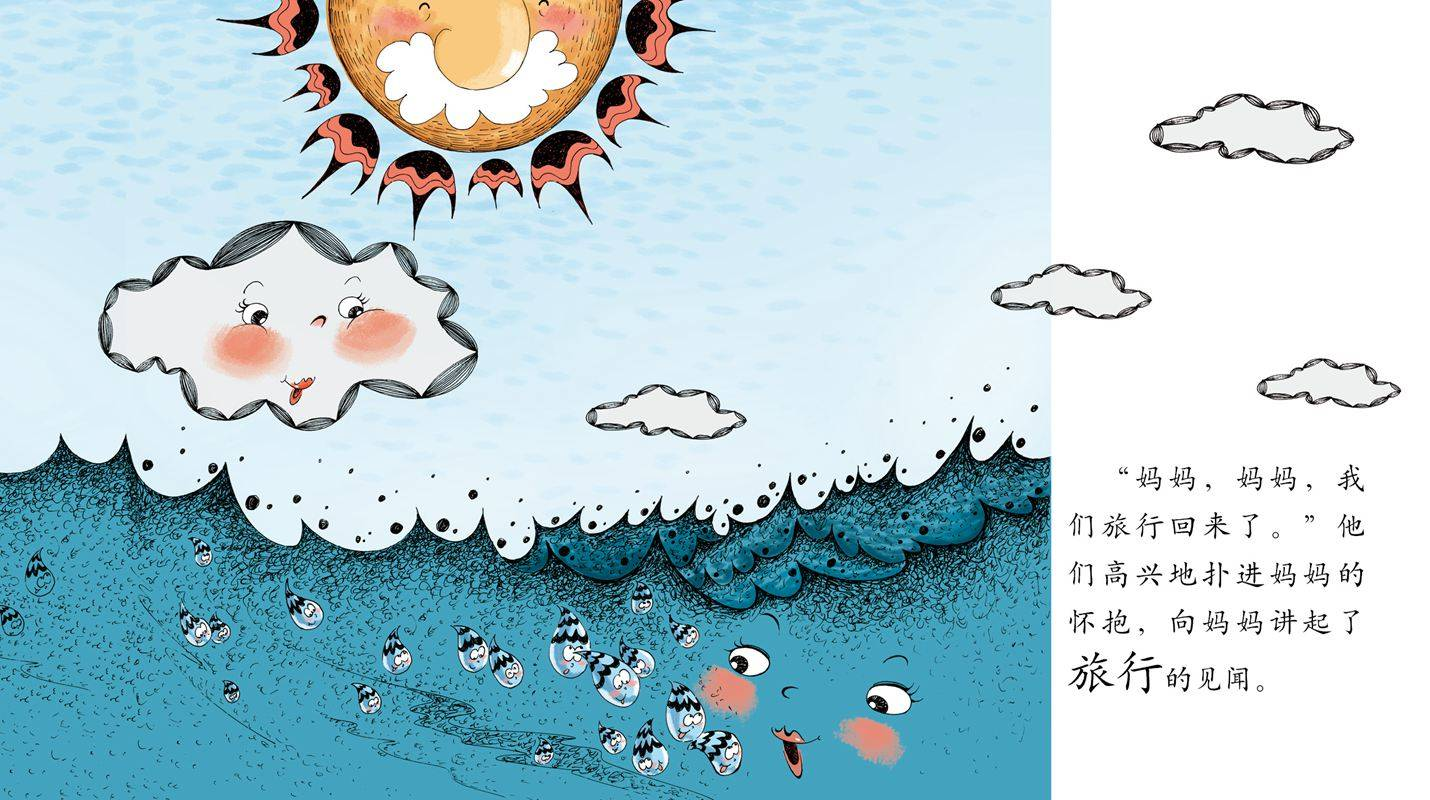 “妈妈，妈妈，我
们旅行回来了。”他
们高兴地扑进妈妈的
怀抱，向妈妈讲起了
旅行的见闻。